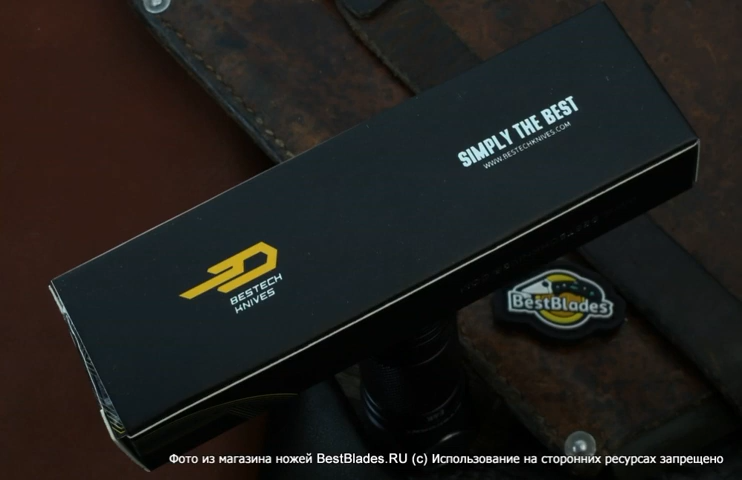 SIMPLY THE BEST
WWW.BESTECHKNIVES.COM
BESTECH
KNIVES
BestBlades
Фото из магазина ножей BestBlades.RU (c) Использование на сторонних ресурсах запрещено